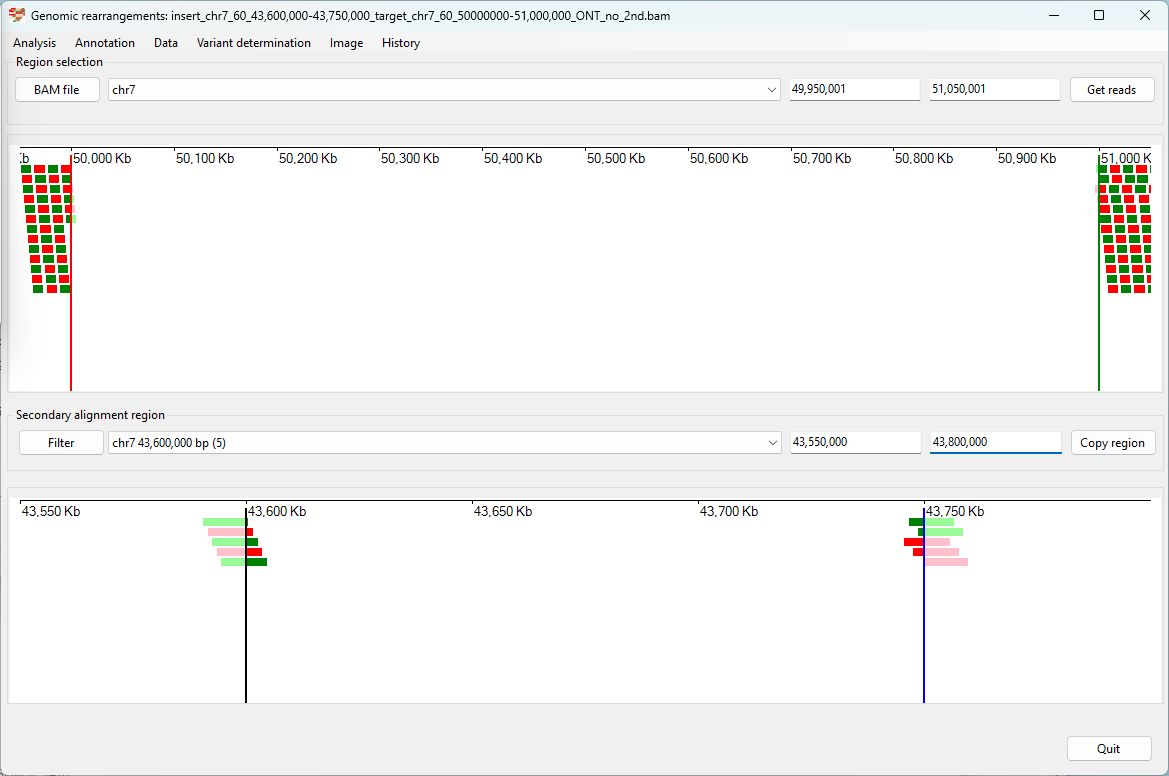 Genomic rearrangements: insert_chr7_60_43,600,000-43,750,000_target_chr7_60_50000000-51,000,000_ONT_no_2nd.bam
Analysis Annotation Data Variant determination Image History
Region selection
BAM file chr7 49,950,001 51,050,001 Get reads
50,000 Kb 50,100 Kb 50,200 Kb 50,300 Kb 50,400 Kb 50,500 Kb 50,600 Kb 50,700 Kb 50,800 Kb 50,900 Kb 51,000 K
Secondary alignment region
Filter chr7 43,600,000 bp (5) 43,550,000 43,800,000 Copy region
43,550 Kb 43,600 Kb 43,650 Kb 43,700 Kb 43,750 Kb
Quit